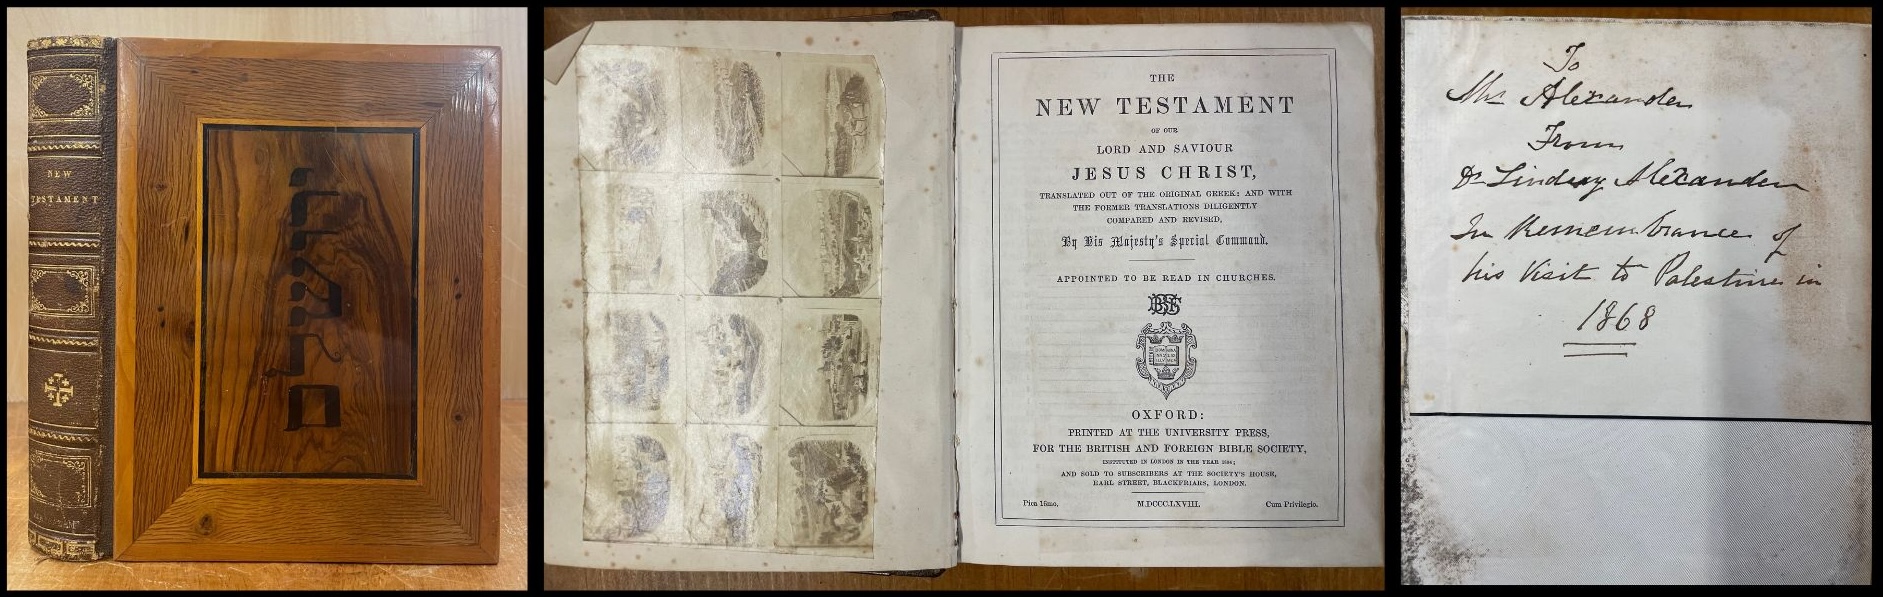 NEW
TESTAMENT
ירושלם
THE
NEW TESTAMENT
OF OUR
LORD AND SAVIOUR
JESUS CHRIST,
TRANSLATED OUT OF THE ORIGINAL GREEK: AND WITH
THE FORMER TRANSLATIONS DILIGENTLY
COMPARED AND REVISED,
By His Majesty's Special Command.
APPOINTED TO BE READ IN CHURCHES.
OXFORD:
PRINTED AT THE UNIVERSITY PRESS,
FOR THE BRITISH AND FOREIGN BIBLE SOCIETY,
INSTITUTED IN LONDON IN THE YEAR 1804;
AND SOLD TO SUBSCRIBERS AT THE SOCIETY'S HOUSE,
EARL STREET, BLACKFRIARS, LONDON.
Pica 16mo. M.DCCC.LXVIII. Cum Privilegio.
To
Mrs Alexander
From
Dr Lindsay Alexander
In Remembrance of
his Visit to Palestine in
1868